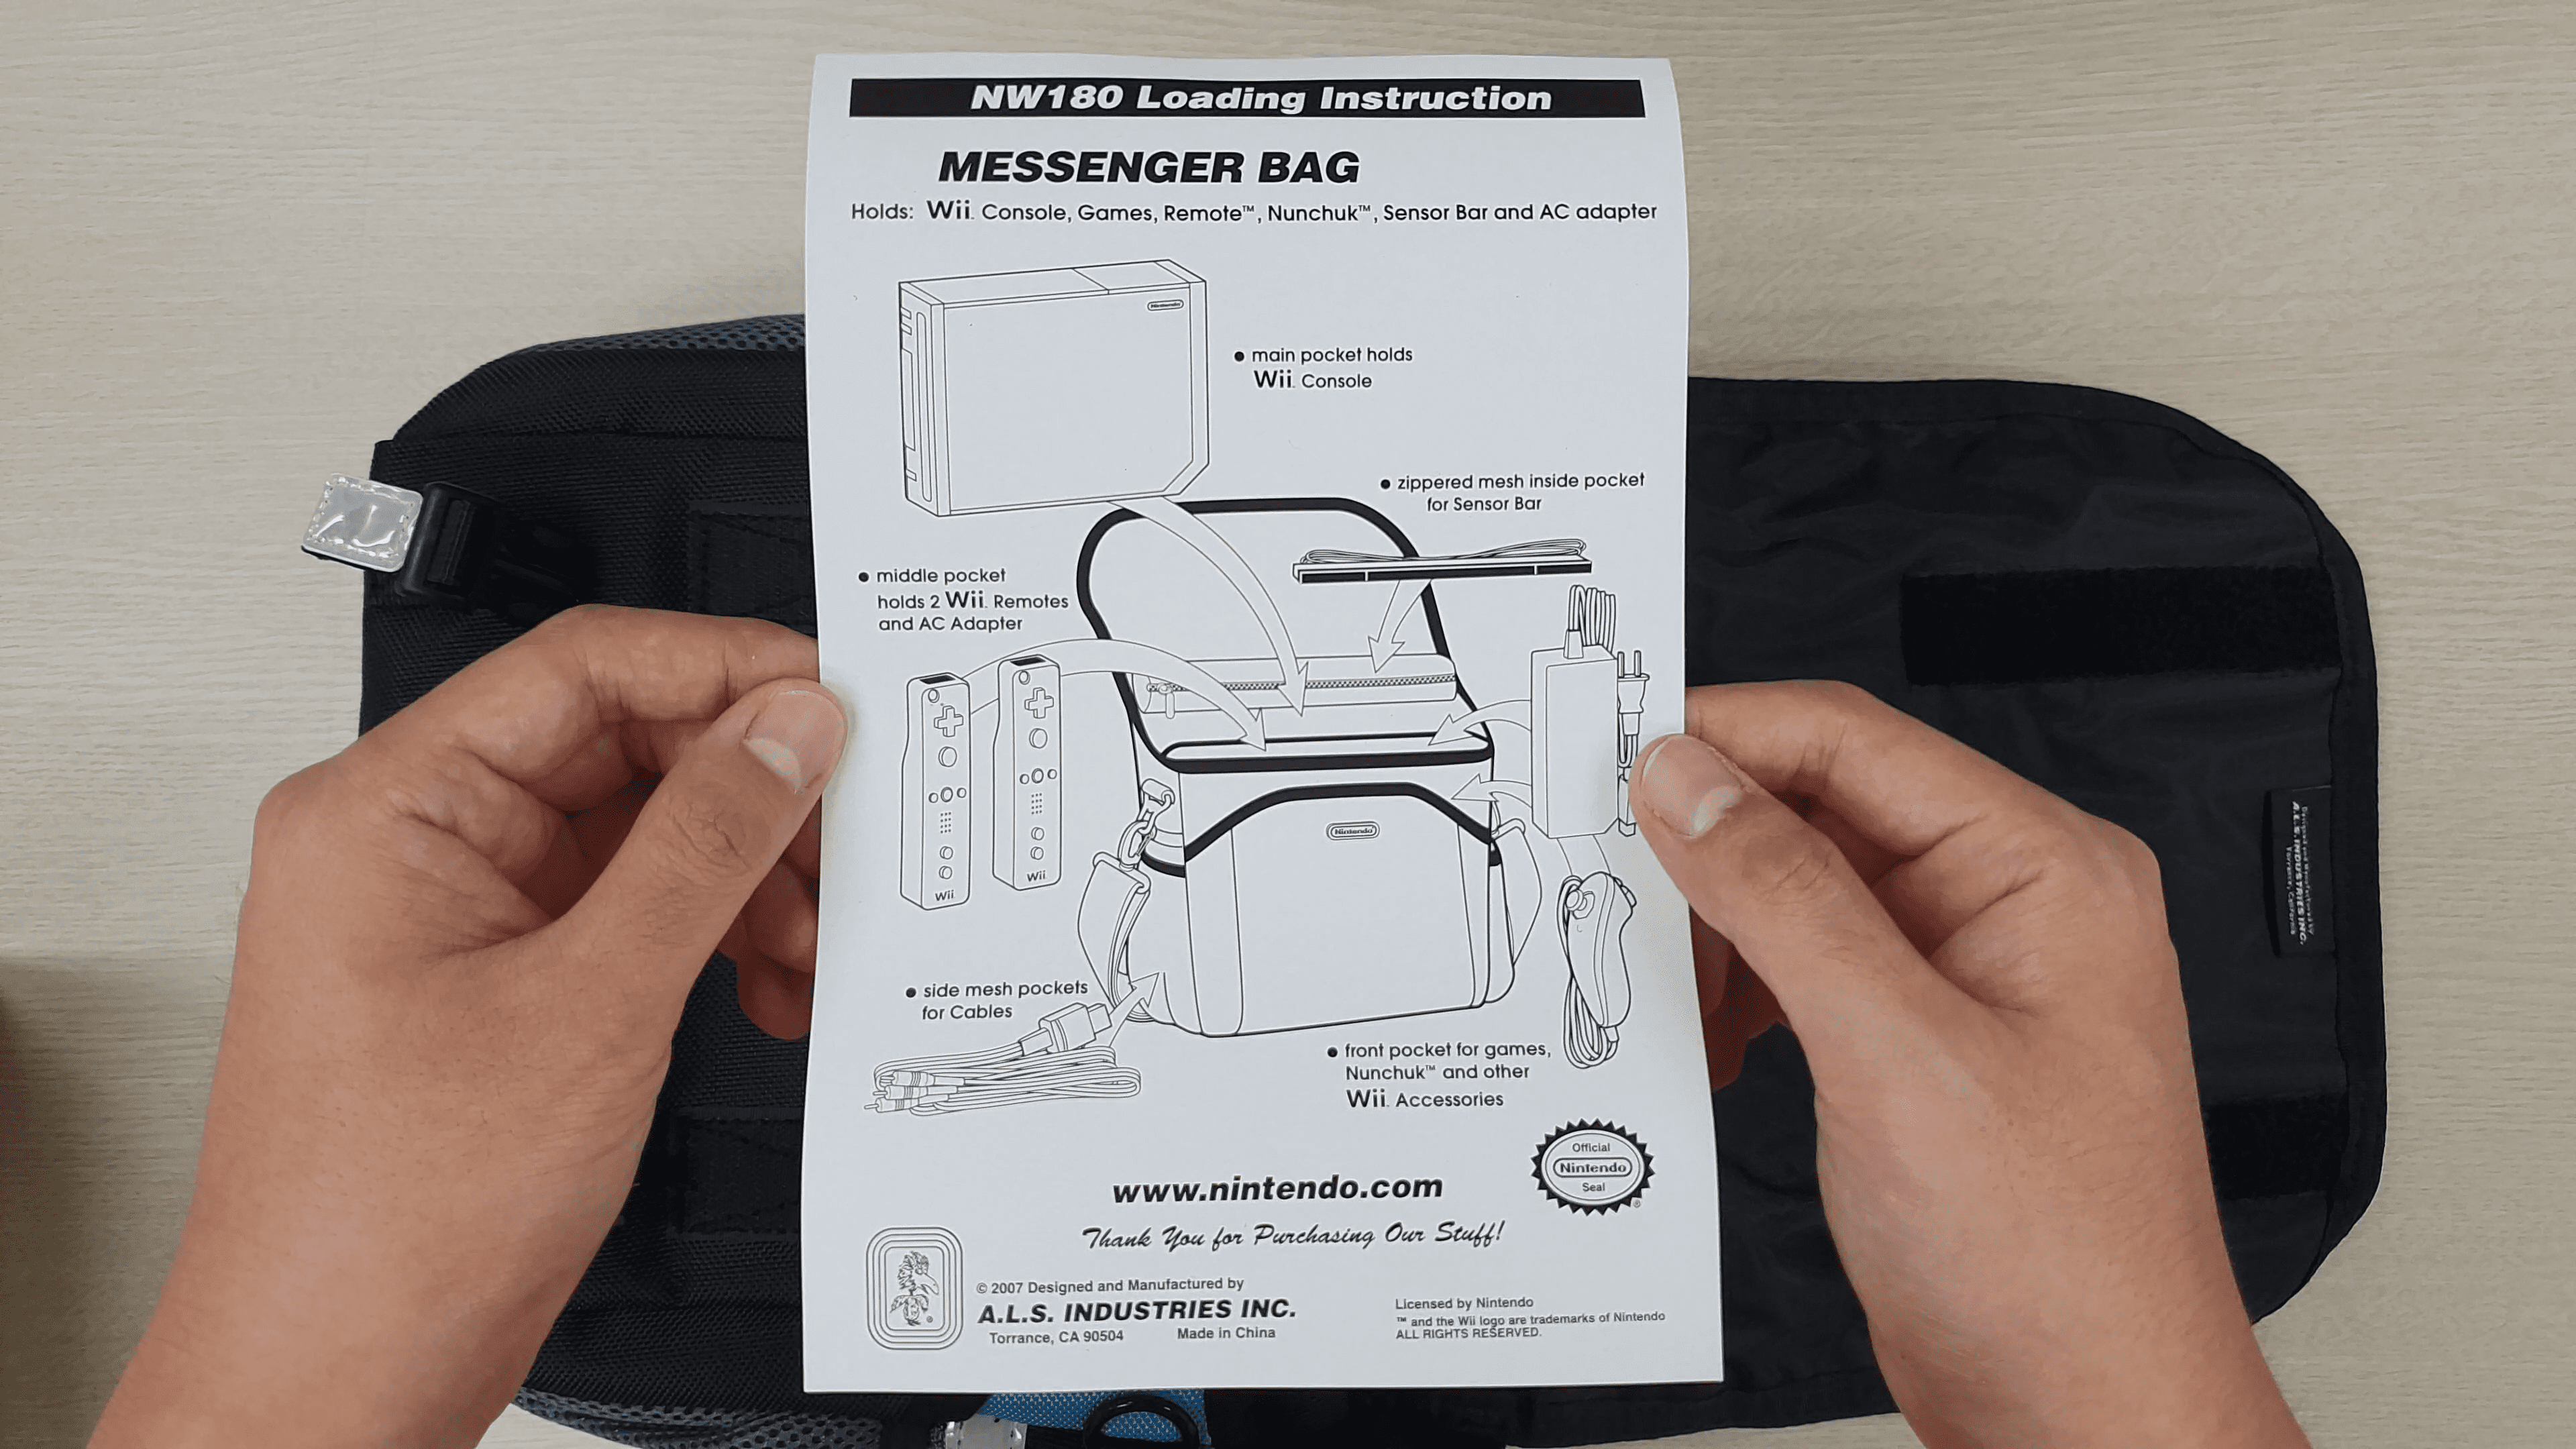 NW180 Loading Instruction
MESSENGER BAG
Holds: Wii. Console, Games, Remote™, Nunchuk™, Sensor Bar and AC adapter
Nintendo
● main pocket holds
Wii. Console
● zippered mesh inside pocket
for Sensor Bar
● middle pocket
holds 2 Wii. Remotes
and AC Adapter
Nintendo
Wii
Wii
● side mesh pockets
for Cables
● front pocket for games,
Nunchuk™ and other
Wii. Accessories
Official
Nintendo
Seal
®
www.nintendo.com
Thank You for Purchasing Our Stuff!
© 2007 Designed and Manufactured by
A.L.S. INDUSTRIES INC.
Torrance, CA 90504 Made in China
Licensed by Nintendo
™ and the Wii logo are trademarks of Nintendo
ALL RIGHTS RESERVED.
A.L.S. INDUSTRIES INC.
Torrance, California